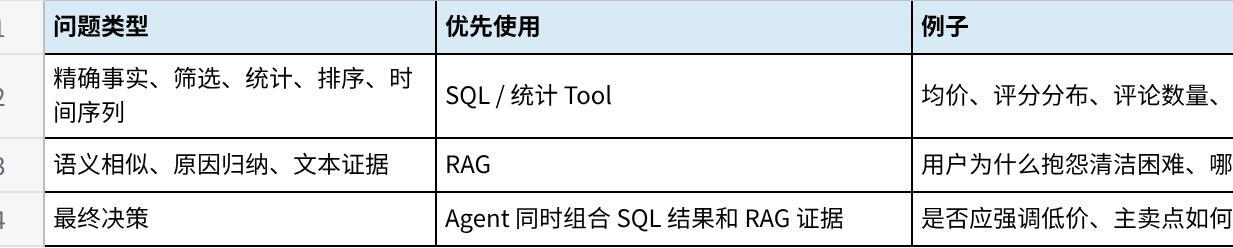 问题类型 优先使用 例子
精确事实、筛选、统计、排序、时
间序列
SQL / 统计 Tool
均价、评分分布、评论数量、
3 语义相似、原因归纳、文本证据 RAG 用户为什么抱怨清洁困难、哪
4 最终决策 Agent 同时组合 SQL 结果和 RAG 证据 是否应强调低价、主卖点如何